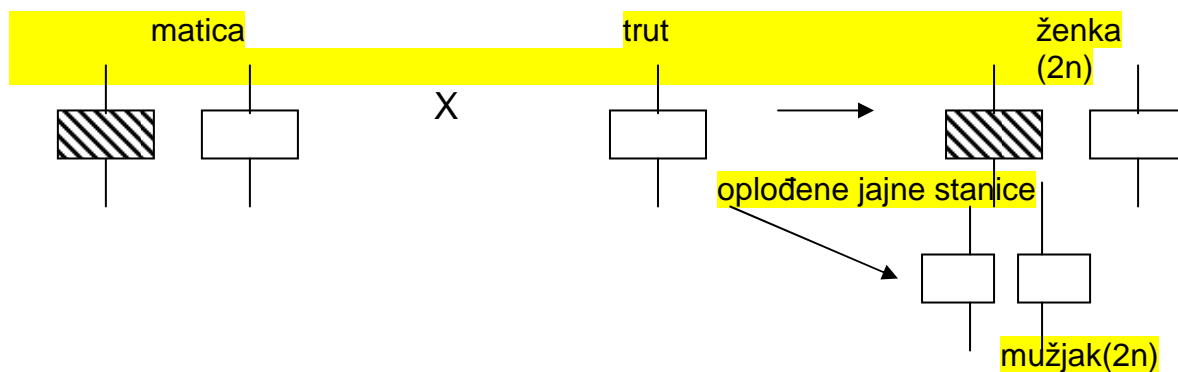 matica trut ženka
(2n)
X
oplođene jajne stanice
mužjak(2n)